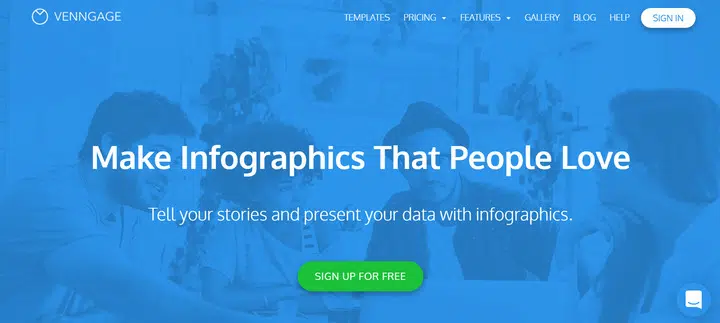 VENNGAGE
TEMPLATES PRICING FEATURES GALLERY BLOG HELP SIGN IN
Make Infographics That People Love
Tell your stories and present your data with infographics.
SIGN UP FOR FREE